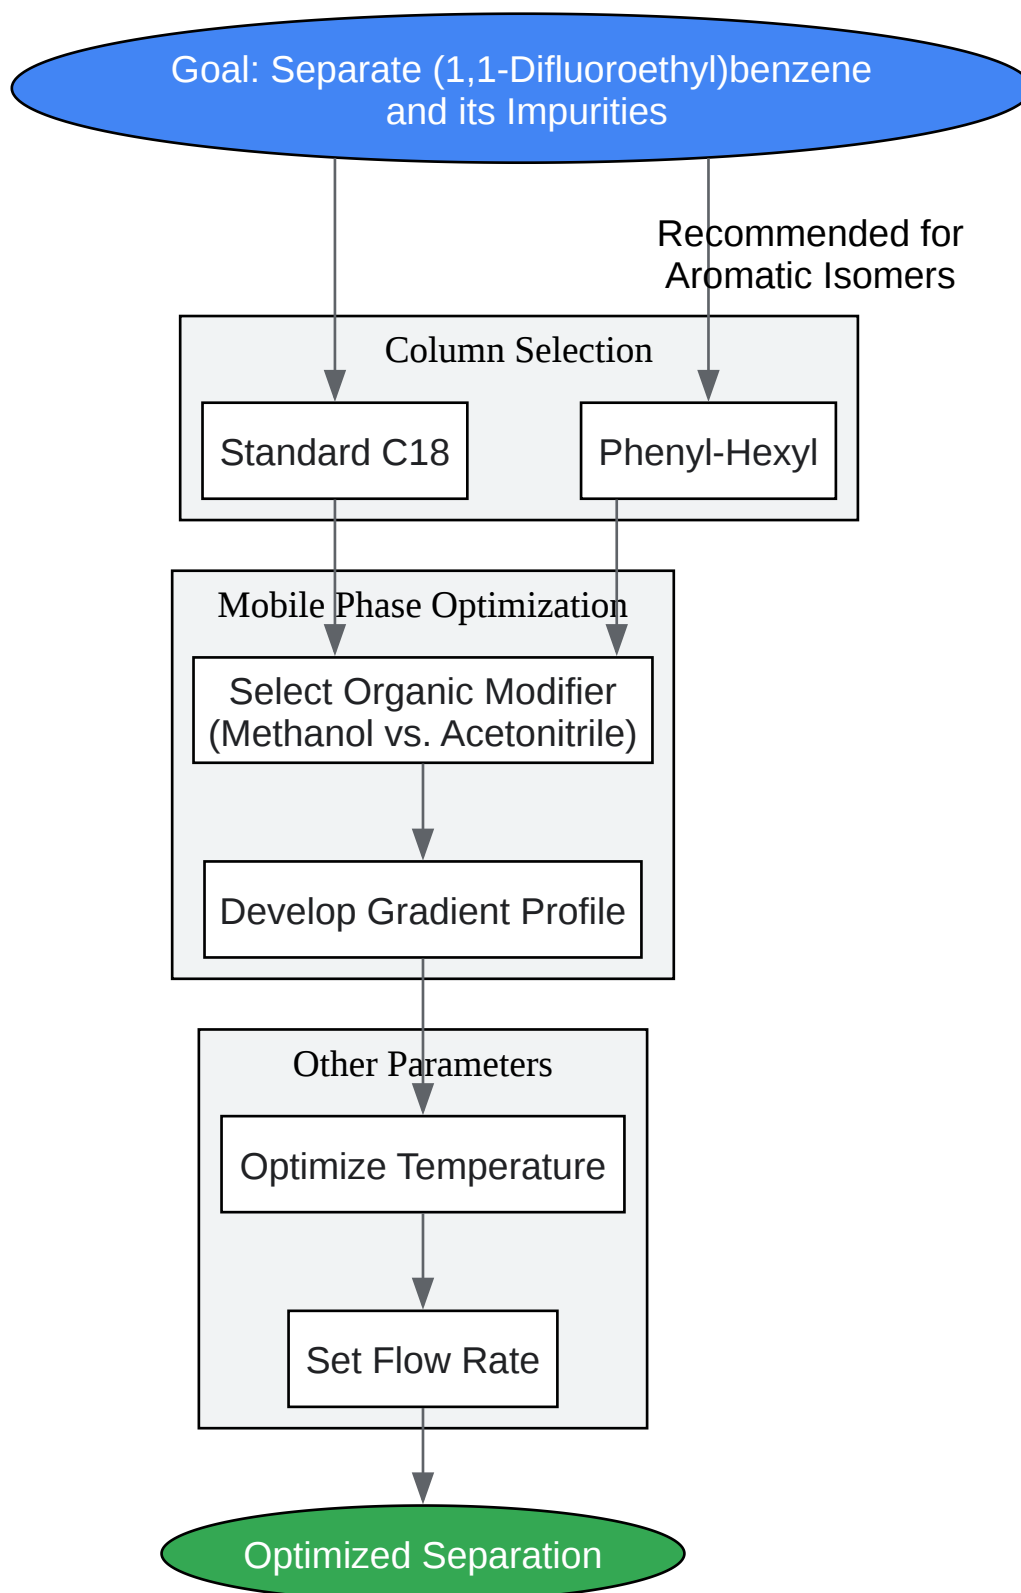 Goal: Separate (1,1-Difluoroethyl)benzene
and its Impurities
Recommended for
Aromatic Isomers
Column Selection
Standard C18
Phenyl-Hexyl
Mobile Phase Optimization
Select Organic Modifier
(Methanol vs. Acetonitrile)
Develop Gradient Profile
Other Parameters
Optimize Temperature
Set Flow Rate
Optimized Separation